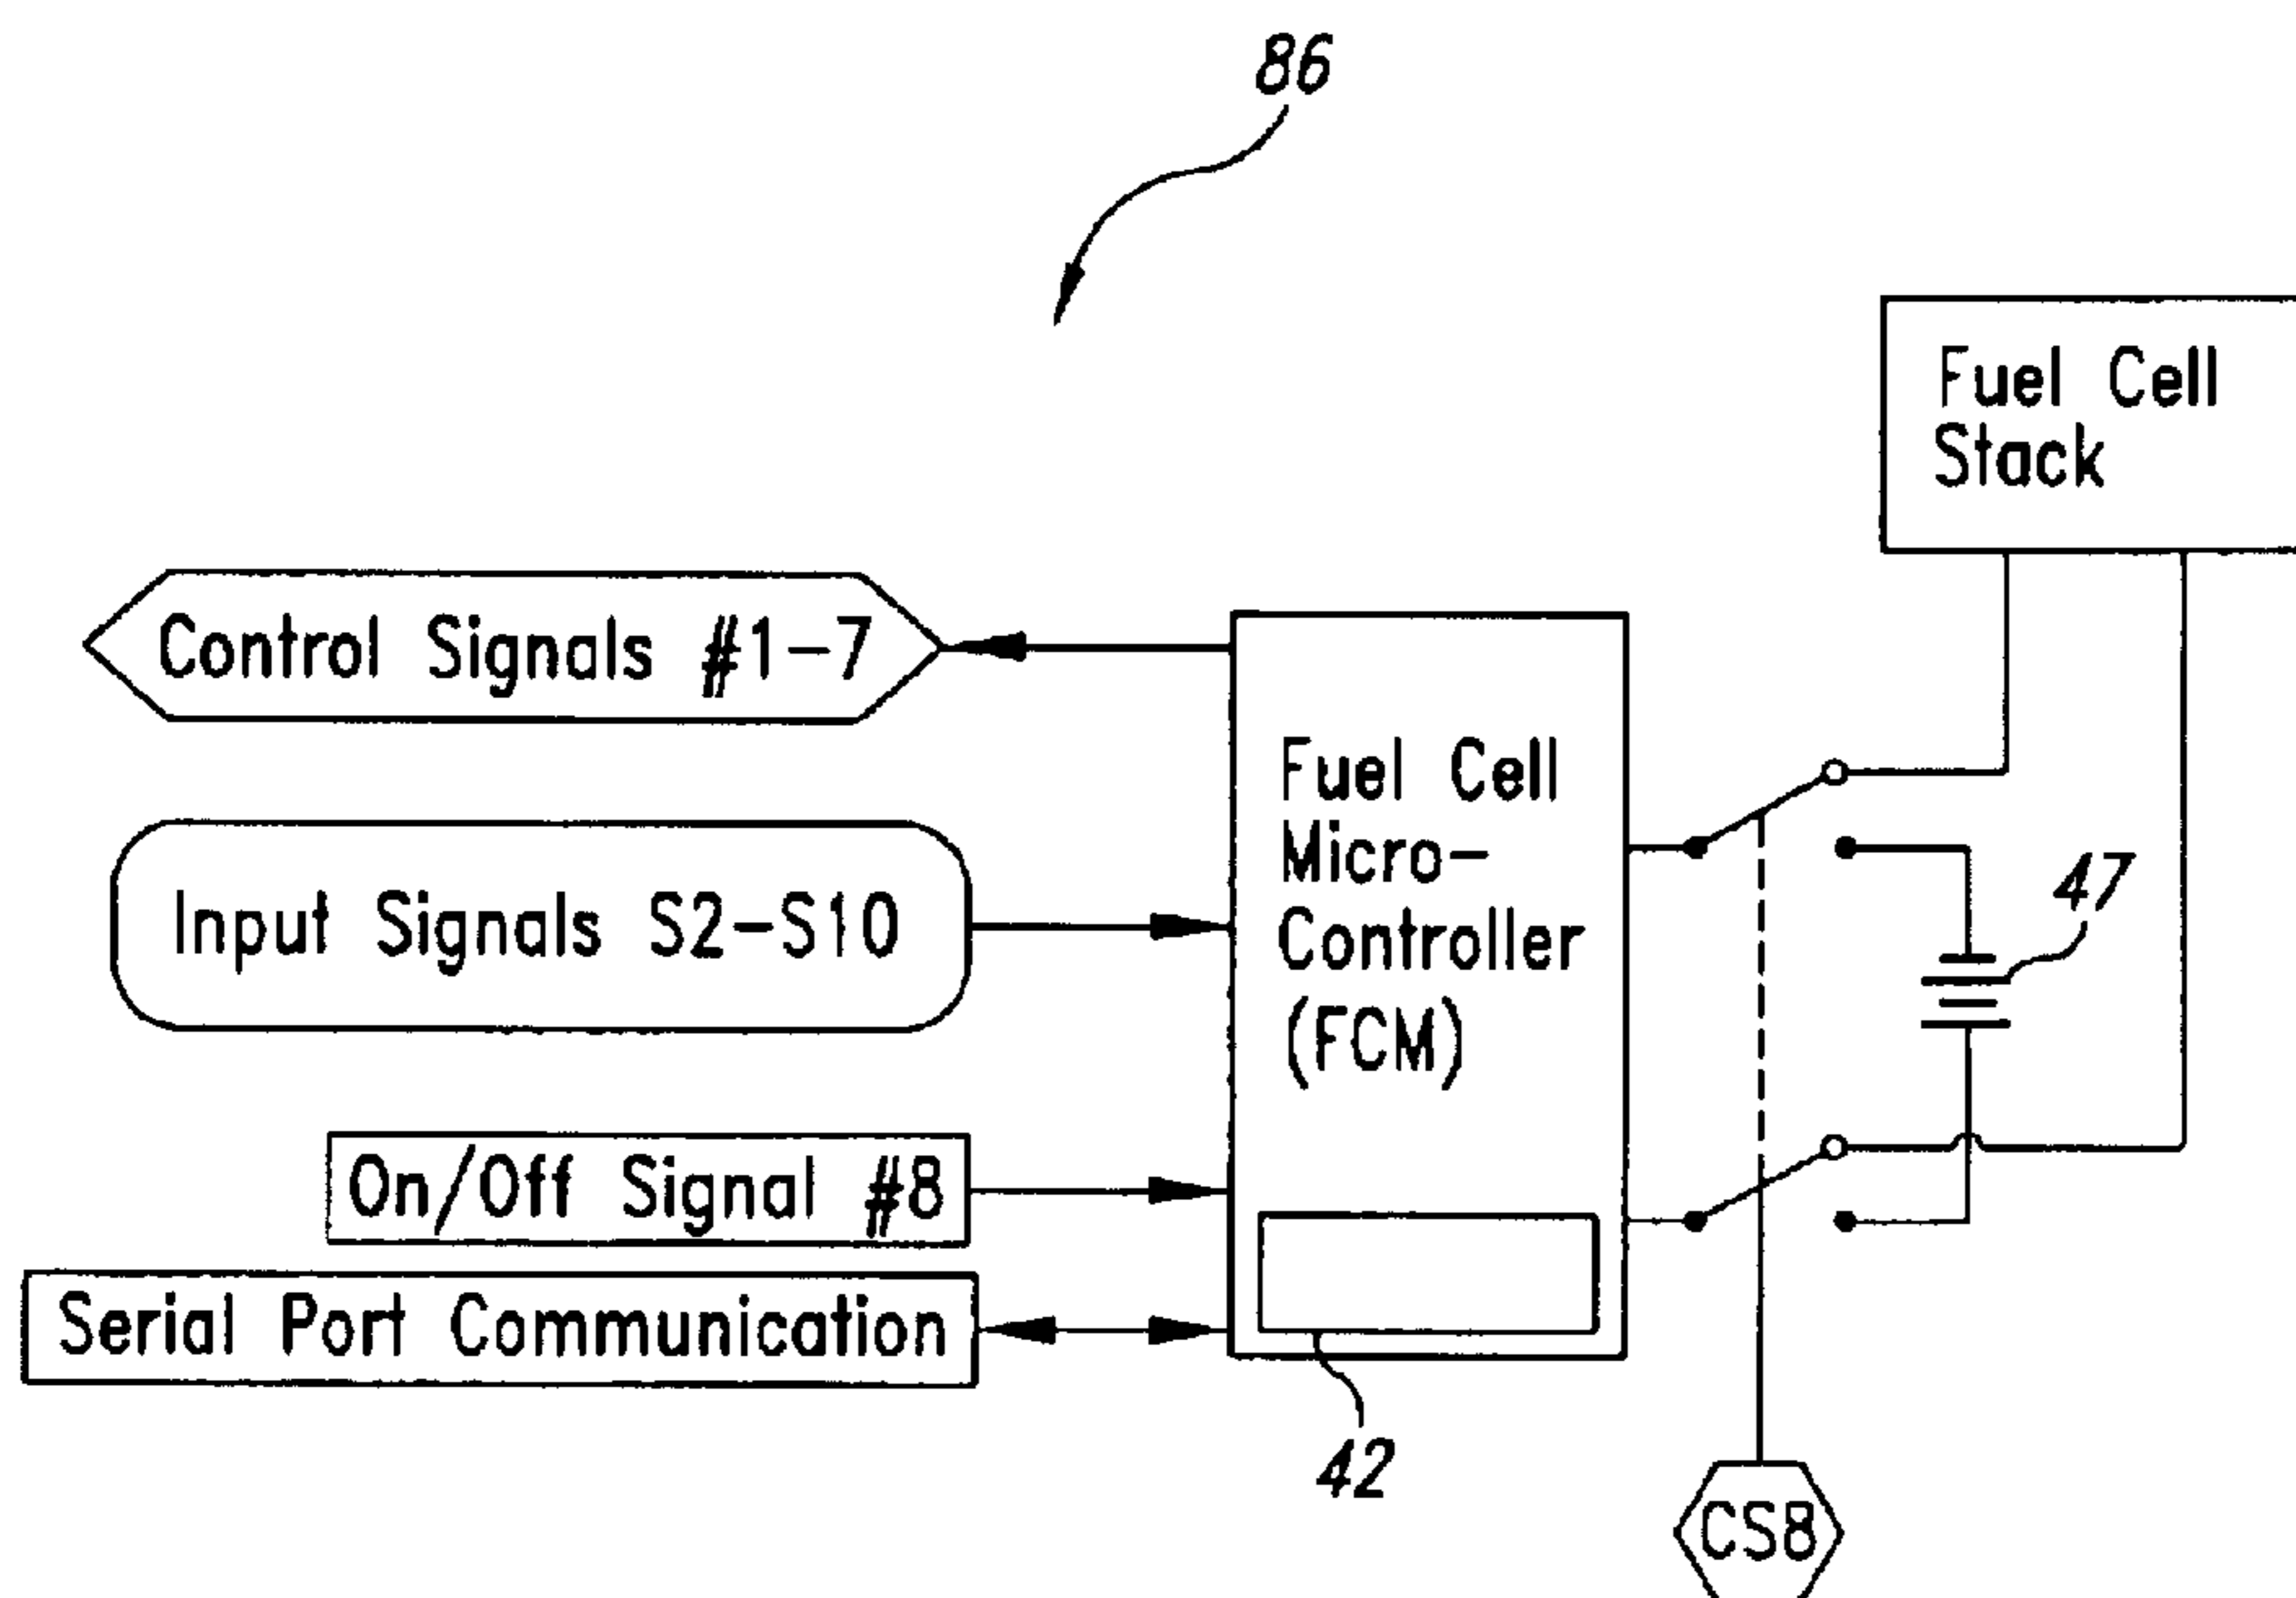 86
Fuel Cell
Stack
Control Signals #1-7
Fuel Cell
Micro-
Controller
(FCM)
47
Input Signals S2-S10
On/Off Signal #8
Serial Port Communication
42
CS8